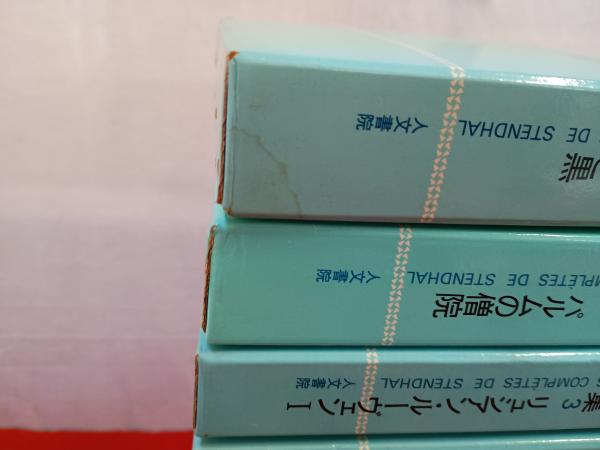 黒
DE STENDHAL 人文書院
パルムの僧院
COMPLÈTES DE STENDHAL 人文書院
集 3 リュシアン・ルーヴェン I
COMPLÈTES DE STENDHAL 人文書院